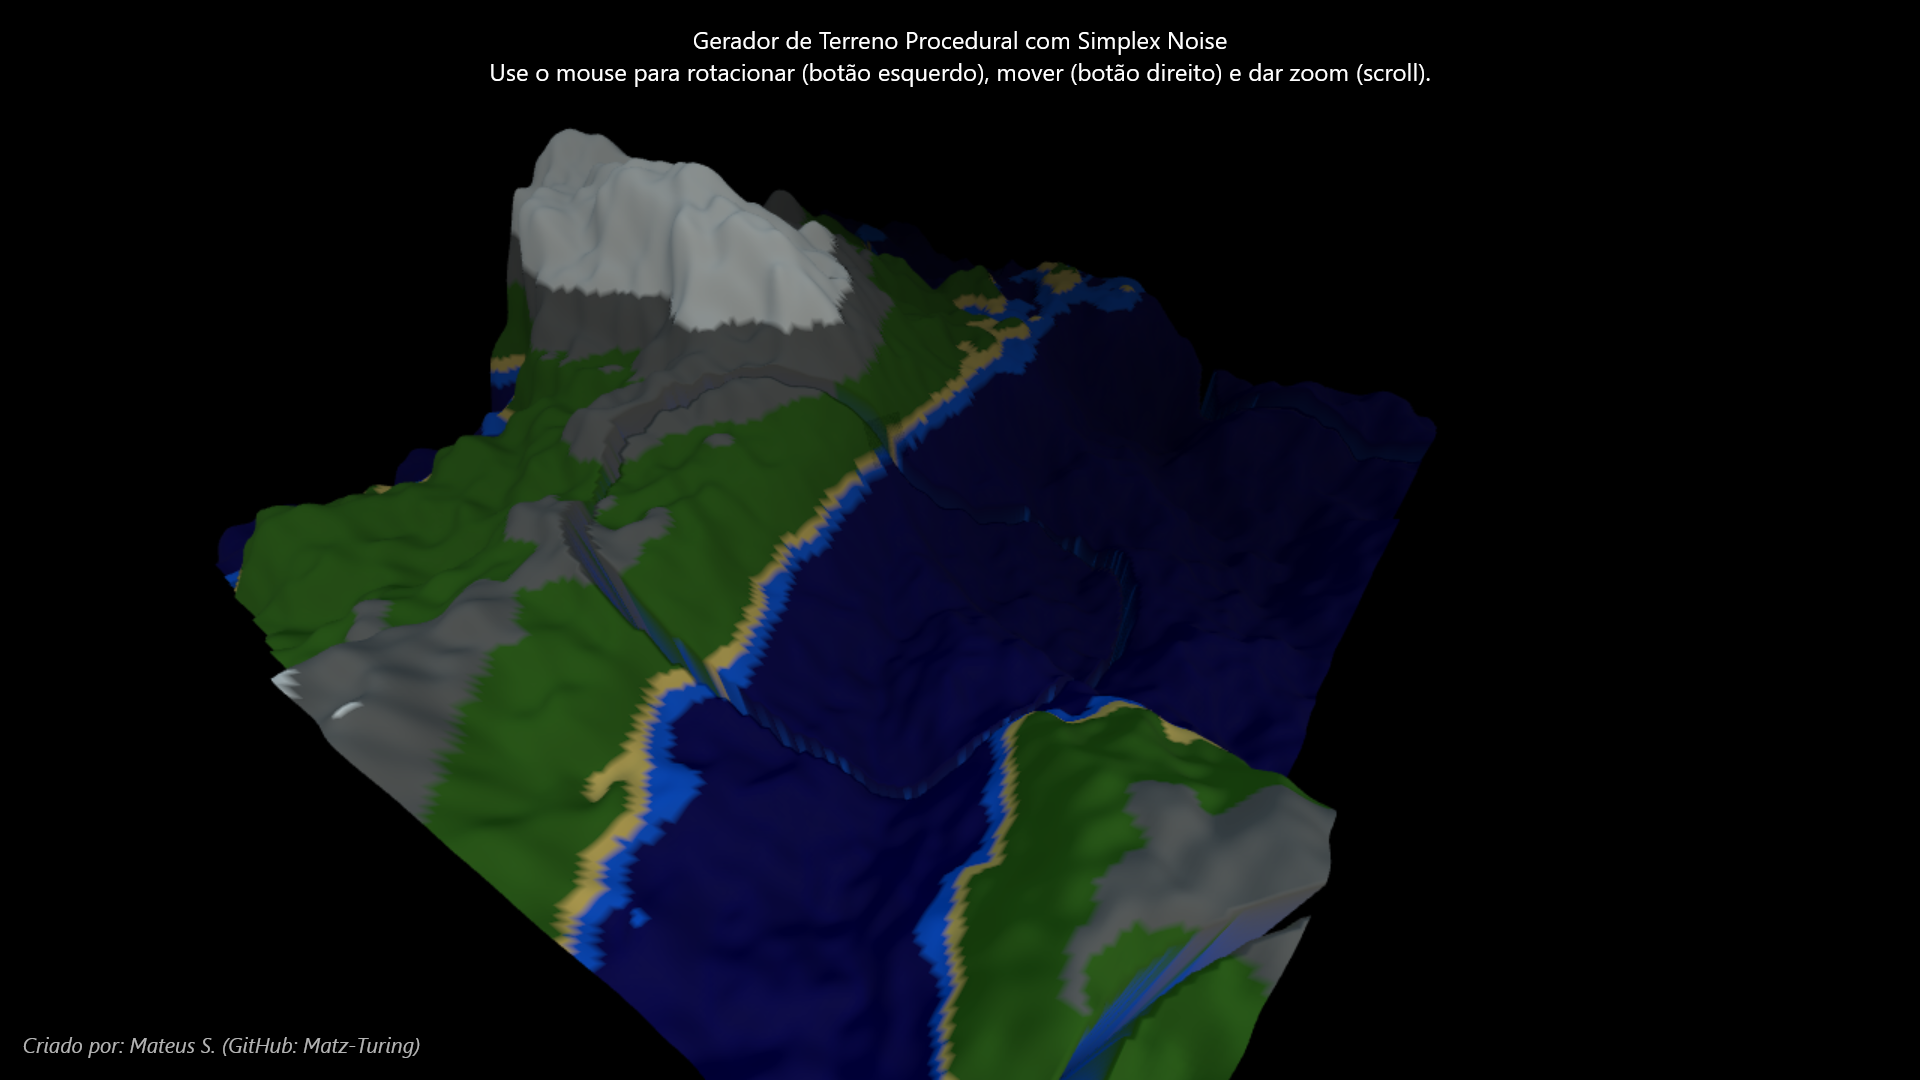 Gerador de Terreno Procedural com Simplex Noise
Use o mouse para rotacionar (botão esquerdo), mover (botão direito) e dar zoom (scroll).
Criado por: Mateus S. (GitHub: Matz-Turing)